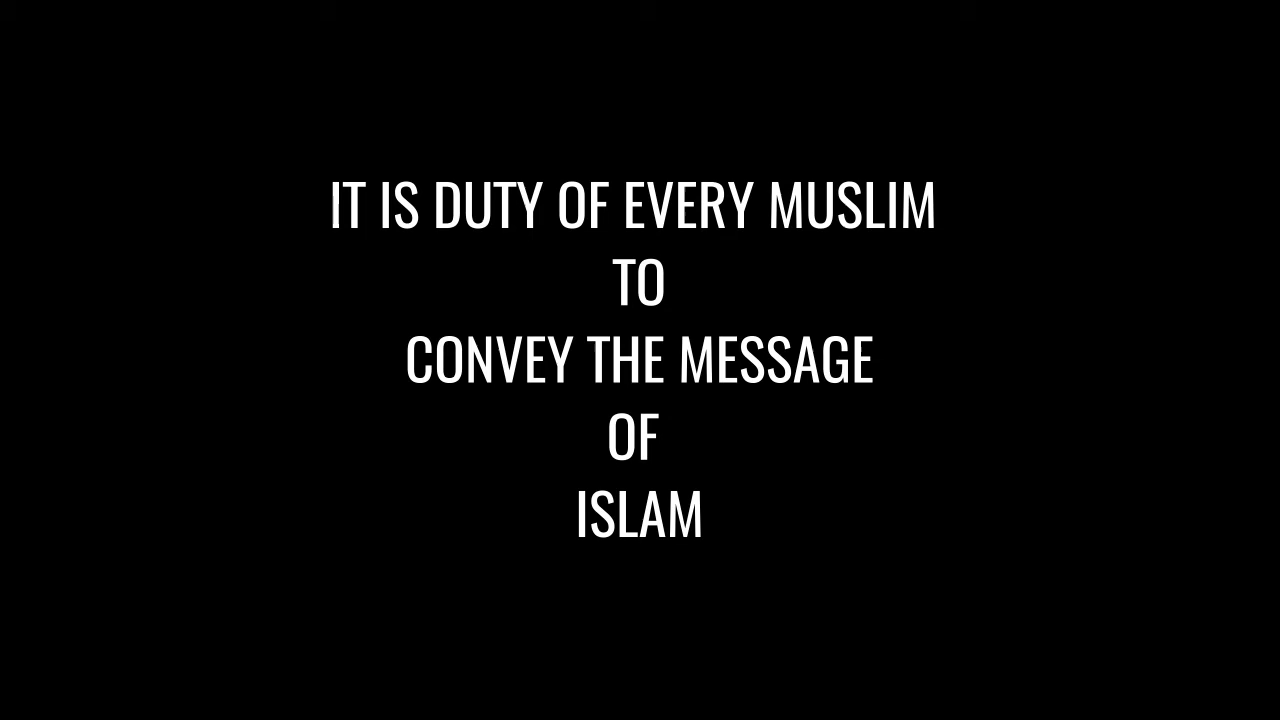 IT IS DUTY OF EVERY MUSLIM
TO
CONVEY THE MESSAGE
OF
ISLAM